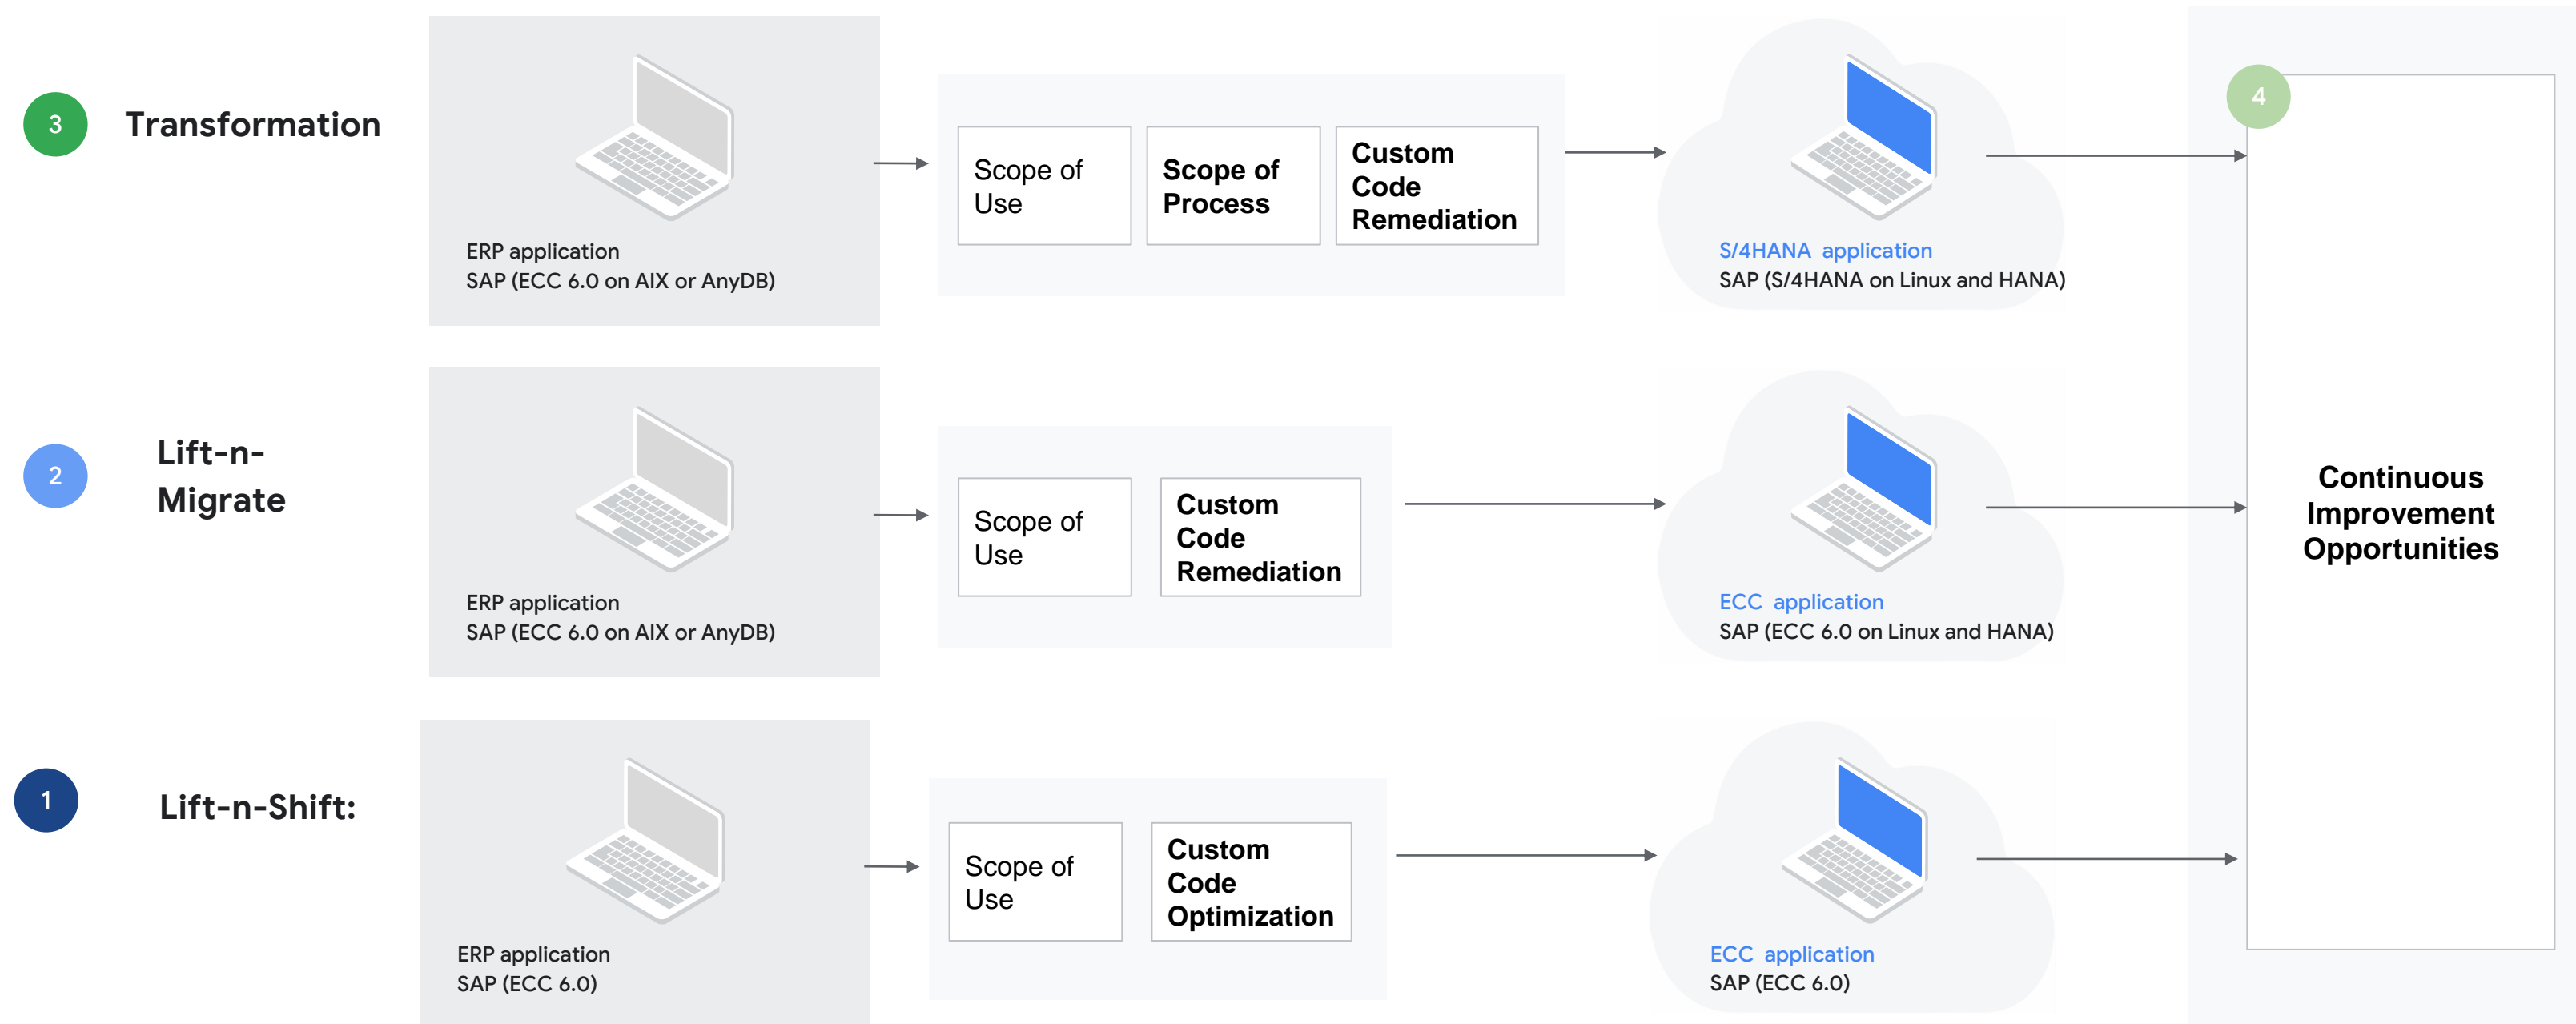 3
Transformation
ERP application
SAP (ECC 6.0 on AIX or AnyDB)
Scope of
Use
Scope of
Process
Custom
Code
Remediation
S/4HANA application
SAP (S/4HANA on Linux and HANA)
4
Continuous
Improvement
Opportunities
2
Lift-n-
Migrate
ERP application
SAP (ECC 6.0 on AIX or AnyDB)
Scope of
Use
Custom
Code
Remediation
ECC application
SAP (ECC 6.0 on Linux and HANA)
1
Lift-n-Shift:
ERP application
SAP (ECC 6.0)
Scope of
Use
Custom
Code
Optimization
ECC application
SAP (ECC 6.0)